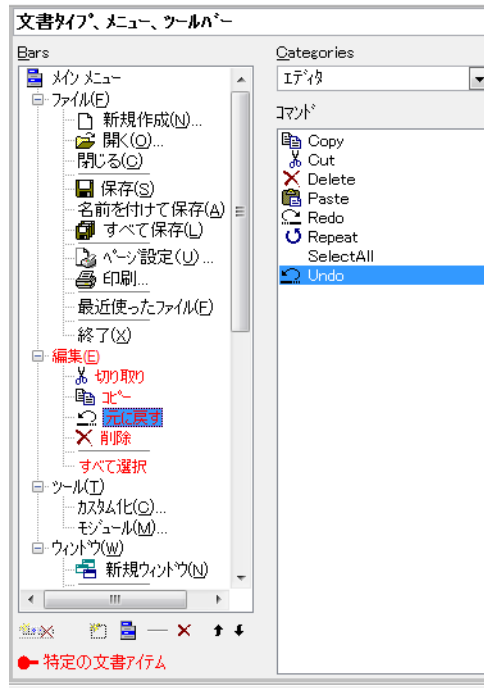 文書ﾀｲﾌﾟ、ﾒﾆｭｰ、ﾂｰﾙﾊﾞｰ
Bars
ﾒｲﾝ ﾒﾆｭｰ
ﾌｧｲﾙ(F)
新規作成(N)...
開く(O)...
閉じる(C)
保存(S)
名前を付けて保存(A)
すべて保存(L)
ﾍﾟｰｼﾞ設定(U) ...
印刷...
最近使ったﾌｧｲﾙ(F)
終了(X)
編集(E)
切り取り
ｺﾋﾟｰ
元に戻す
削除
すべて選択
ﾂｰﾙ(T)
ｶｽﾀﾑ化(C)...
ﾓｼﾞｭｰﾙ(M)...
ｳｨﾝﾄﾞｳ(W)
新規ｳｨﾝﾄﾞｳ(N)
特定の文書ｱｲﾃﾑ
Categories
ｴﾃﾞｨﾀ
ｺﾏﾝﾄﾞ
Copy
Cut
Delete
Paste
Redo
Repeat
SelectAll
Undo